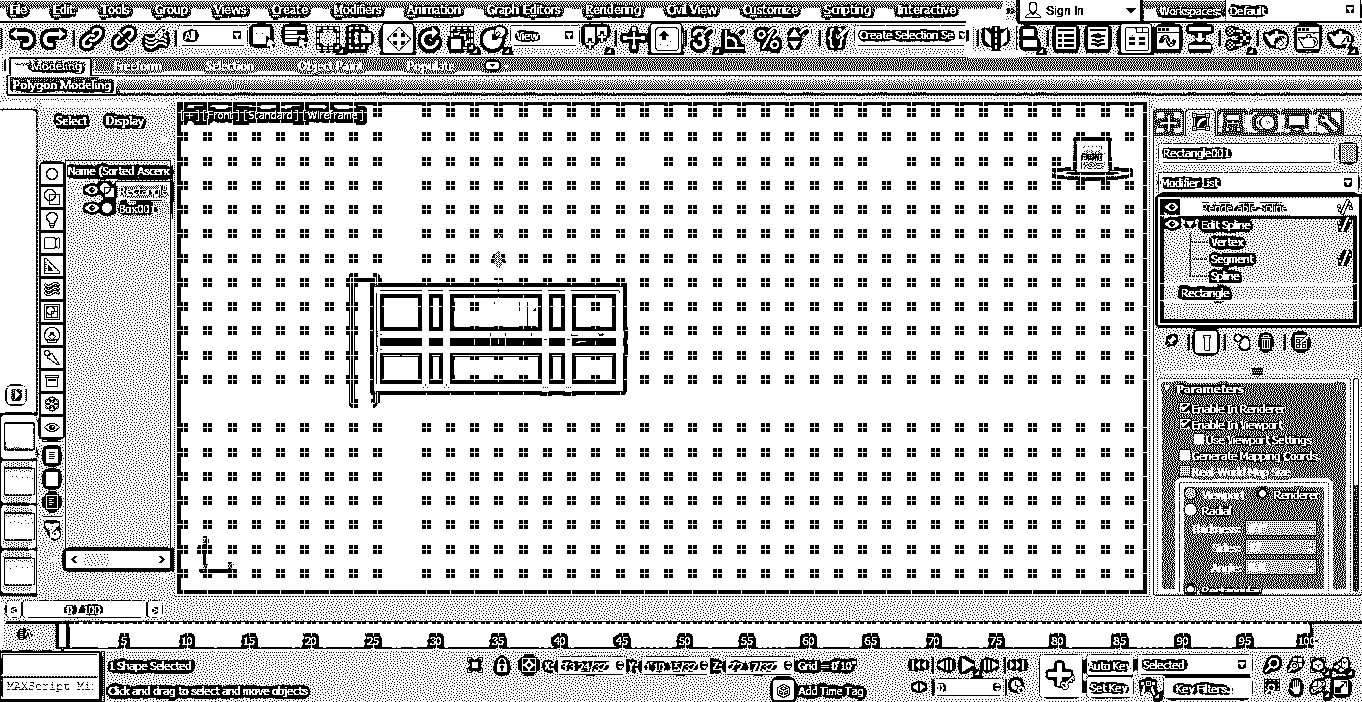 File Edit Tools Group Views Create Modifiers Animation Graph Editors Rendering Civil View Customize Scripting Interactive Sign In Workspaces: Default
All View Create Selection Se
Modeling Freeform Selection Object Paint Populate
Polygon Modeling
Select Display
[+][Front][Standard][Wireframe]
FRONT
Name (Sorted Ascenc
Rectangle
Box001
Rectangle001
Modifier List
Renderable Spline
Edit Spline
Vertex
Segment
Spline
Rectangle
Parameters
Enable In Renderer
Enable In Viewport
Use Viewport Settings
Generate Mapping Coords.
Real-World Map Size
Viewport Renderer
Radial
Thickness:
Sides:
Angle:
0 / 100
5 10 15 20 25 30 35 40 45 50 55 60 65 70 75 80 85 90 95 100
1 Shape Selected X: Y: Z: Grid = 1'10" Auto Key Selected
MAXScript Mi Click and drag to select and move objects Add Time Tag 0 Set Key Key Filters...